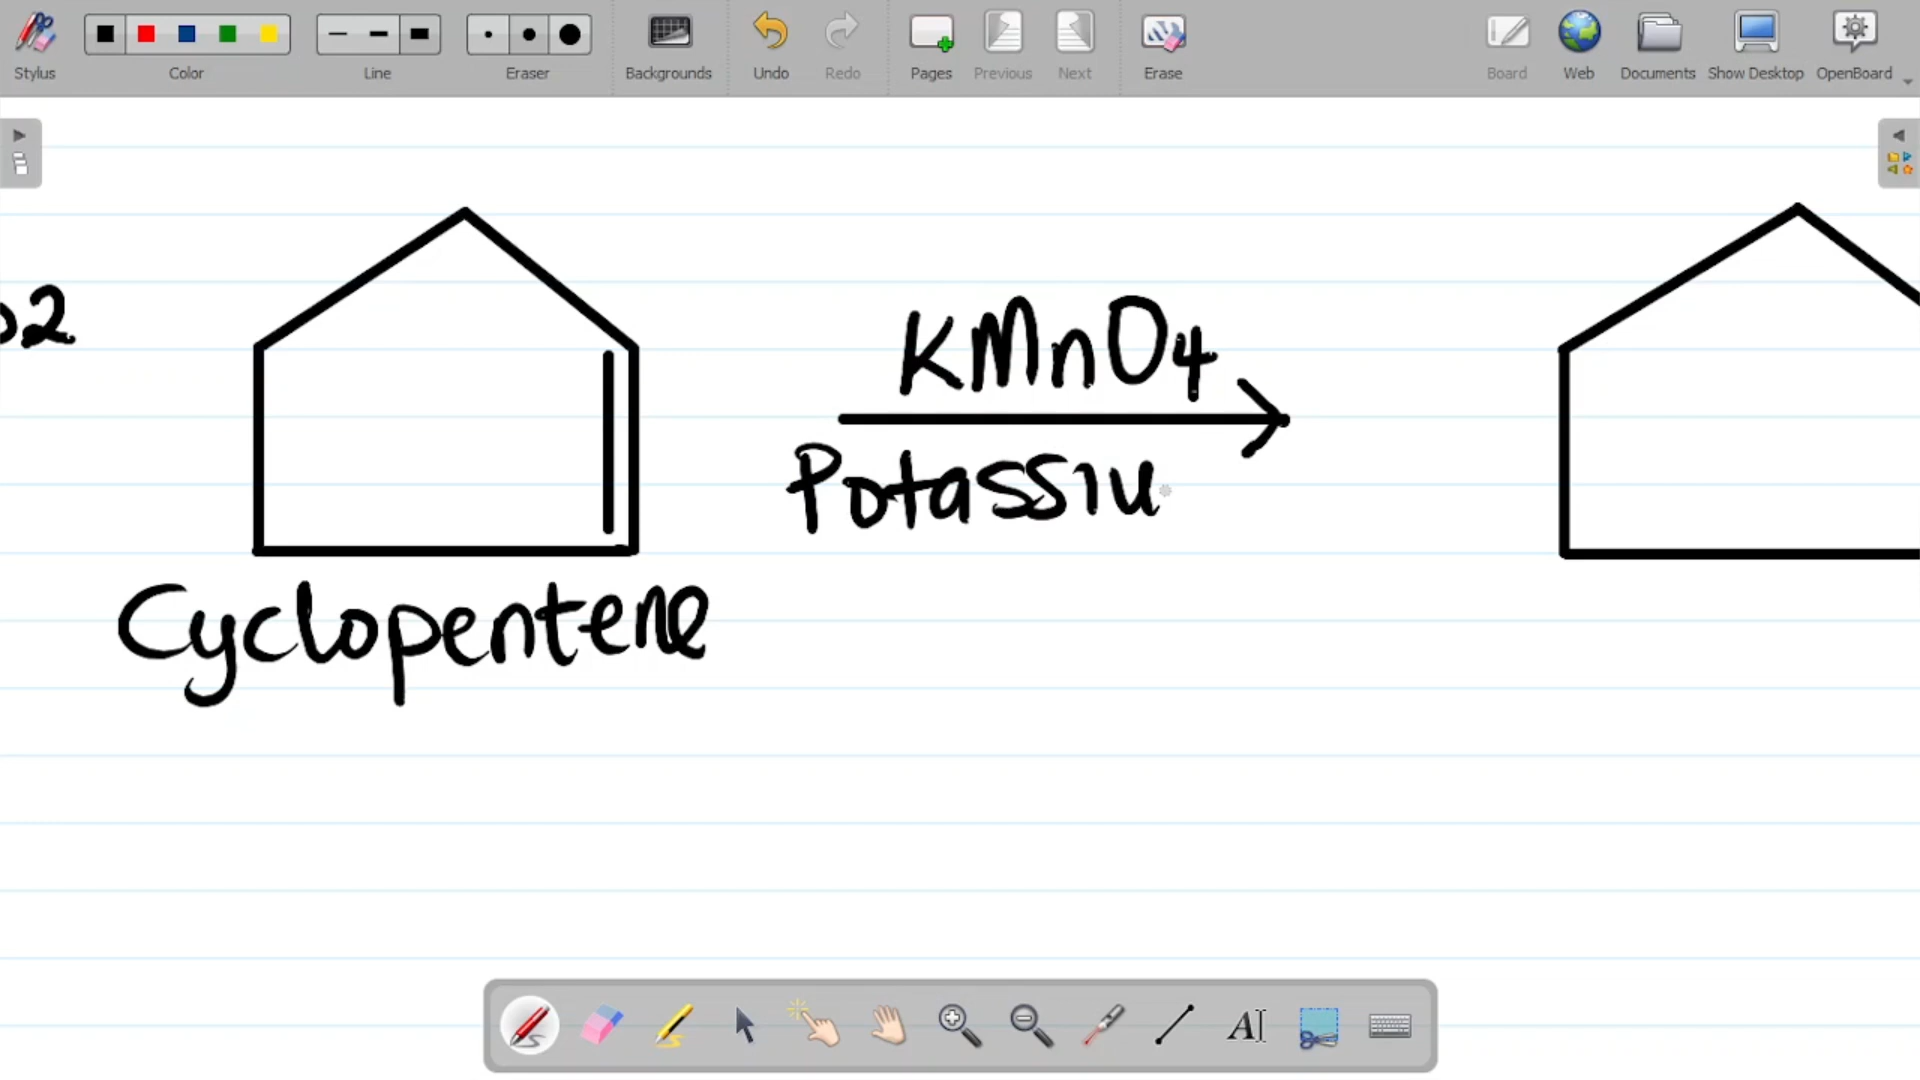 Stylus Color Line Eraser Backgrounds Undo Redo Pages Previous Next Erase Board Web Documents Show Desktop OpenBoard
KMnO4
Potassiu
Cyclopentene